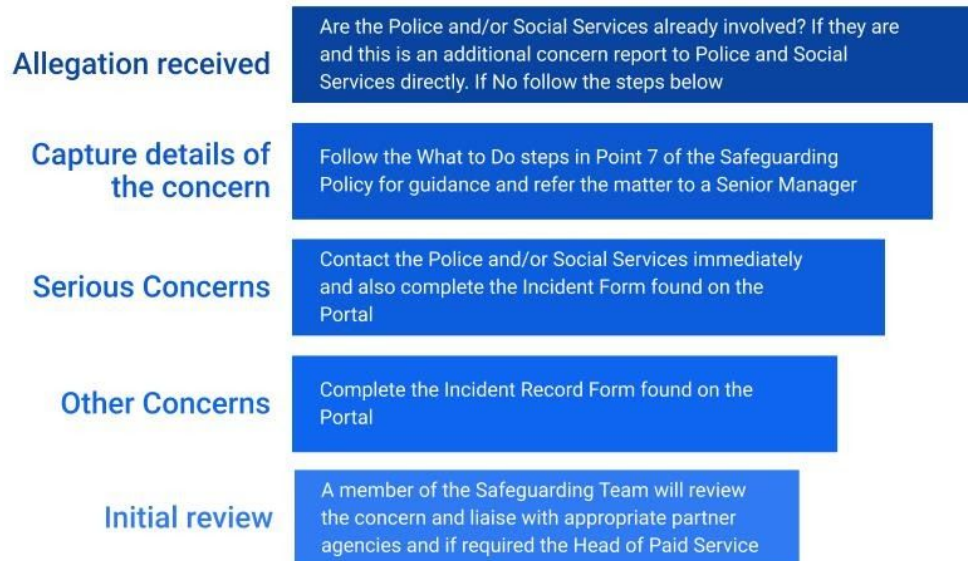 Allegation received
Are the Police and/or Social Services already involved? If they are
and this is an additional concern report to Police and Social
Services directly. If No follow the steps below
Capture details of
the concern
Follow the What to Do steps in Point 7 of the Safeguarding
Policy for guidance and refer the matter to a Senior Manager
Serious Concerns
Contact the Police and/or Social Services immediately
and also complete the Incident Form found on the
Portal
Other Concerns
Complete the Incident Record Form found on the
Portal
Initial review
A member of the Safeguarding Team will review
the concern and liaise with appropriate partner
agencies and if required the Head of Paid Service